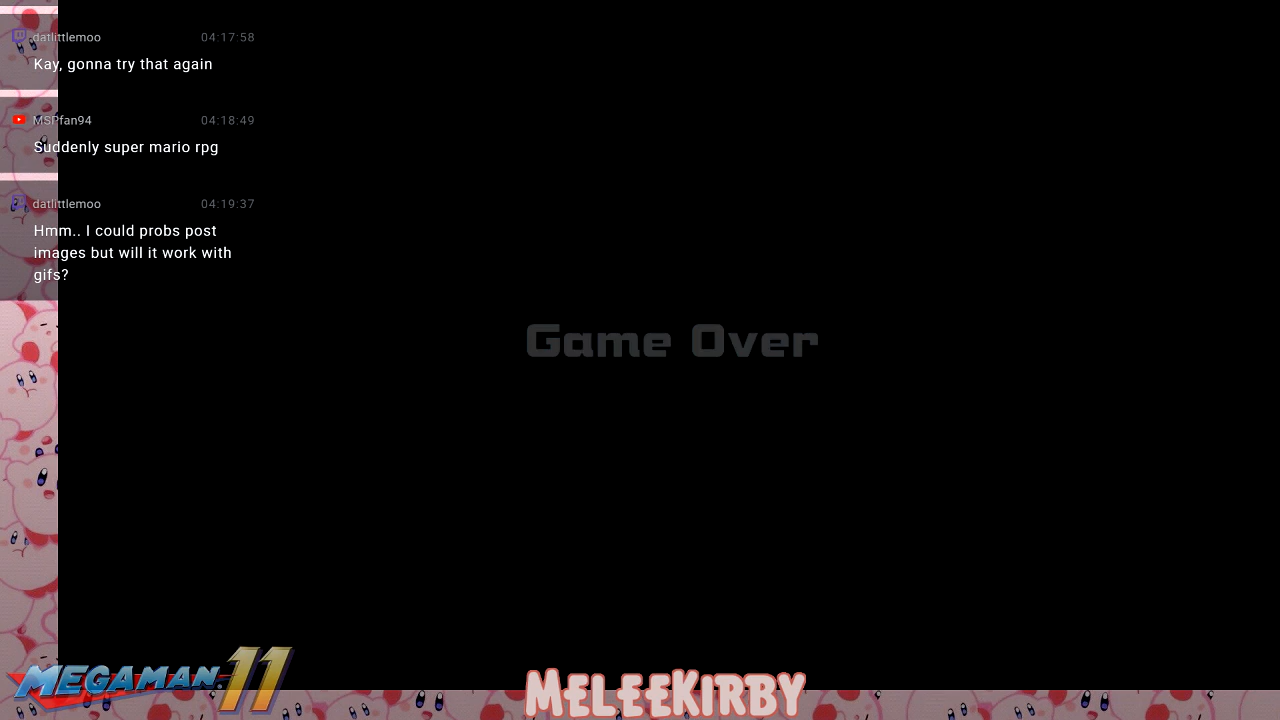 datlittlemoo 04:17:58
Kay, gonna try that again
MSPfan94 04:18:49
Suddenly super mario rpg
datlittlemoo 04:19:37
Hmm.. I could probs post
images but will it work with
gifs?
Game Over
MEGAMAN 11
MELEEKIRBY